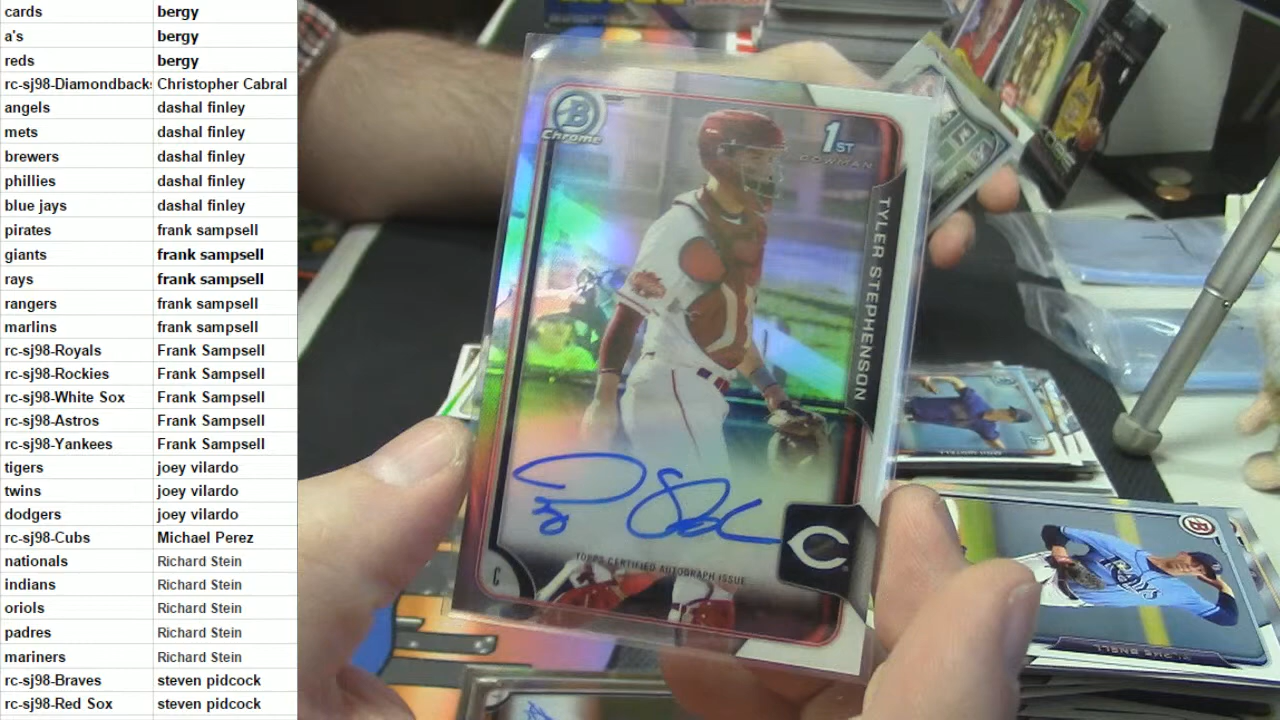 cards bergy
a's bergy
reds bergy
rc-sj98-Diamondbacks Christopher Cabral
angels dashal finley
mets dashal finley
brewers dashal finley
phillies dashal finley
blue jays dashal finley
pirates frank sampsell
giants frank sampsell
rays frank sampsell
rangers frank sampsell
marlins frank sampsell
rc-sj98-Royals Frank Sampsell
rc-sj98-Rockies Frank Sampsell
rc-sj98-White Sox Frank Sampsell
rc-sj98-Astros Frank Sampsell
rc-sj98-Yankees Frank Sampsell
tigers joey vilardo
twins joey vilardo
dodgers joey vilardo
rc-sj98-Cubs Michael Perez
nationals Richard Stein
indians Richard Stein
oriols Richard Stein
padres Richard Stein
mariners Richard Stein
rc-sj98-Braves steven pidcock
rc-sj98-Red Sox steven pidcock
B
Chrome
1ST
BOWMAN
TYLER STEPHENSON
TOPPS CERTIFIED AUTOGRAPH ISSUE
C
C
B
RAYS
BLAKE SNELL